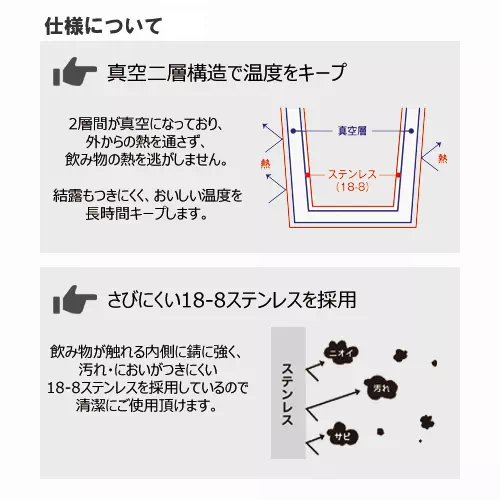 仕様について
真空二層構造で温度をキープ
2層間が真空になっており、
外からの熱を通さず、
飲み物の熱を逃がしません。
結露もつきにくく、おいしい温度を
長時間キープします。
真空層
熱
熱
ステンレス
(18-8)
さびにくい18-8ステンレスを採用
飲み物が触れる内側に錆に強く、
汚れ・においがつきにくい
18-8ステンレスを採用しているので
清潔にご使用頂けます。
ステンレス
ニオイ
汚れ
サビ